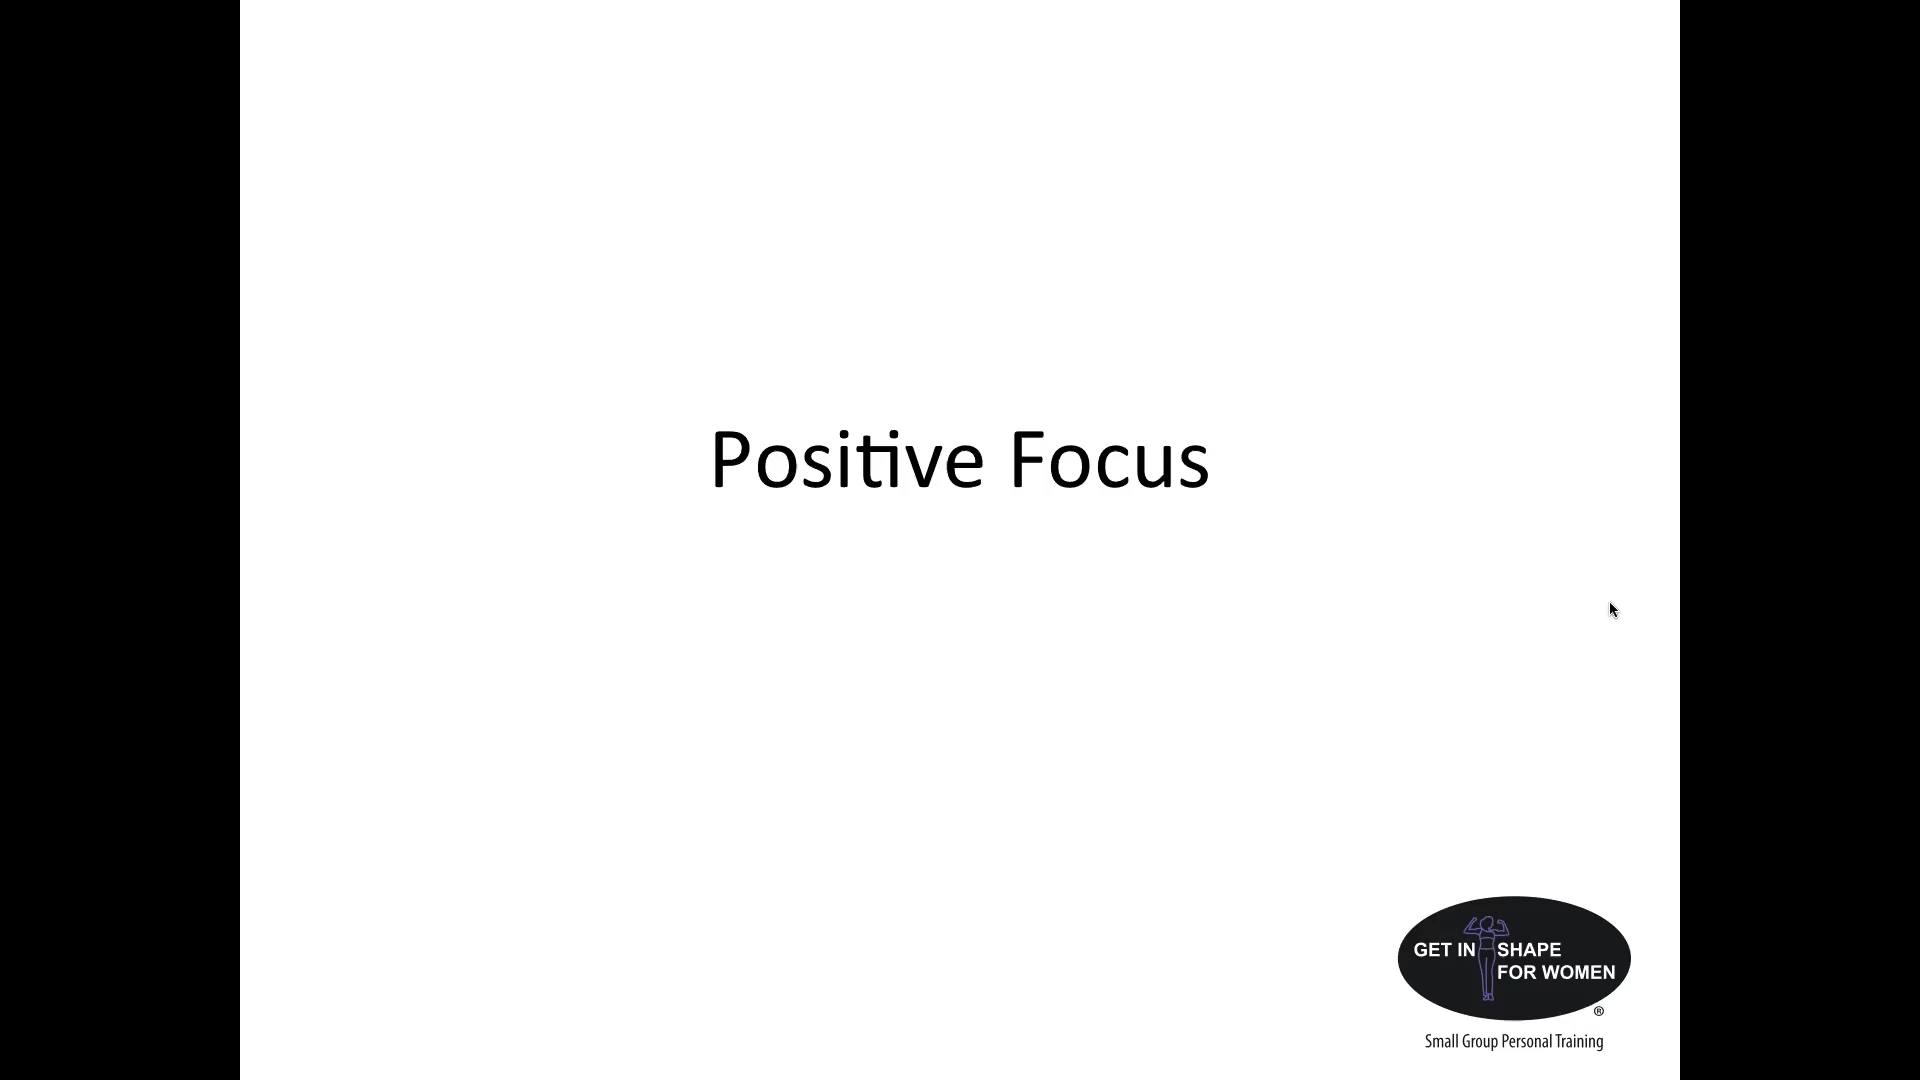 Positive Focus
GET IN SHAPE
FOR WOMEN
®
Small Group Personal Training